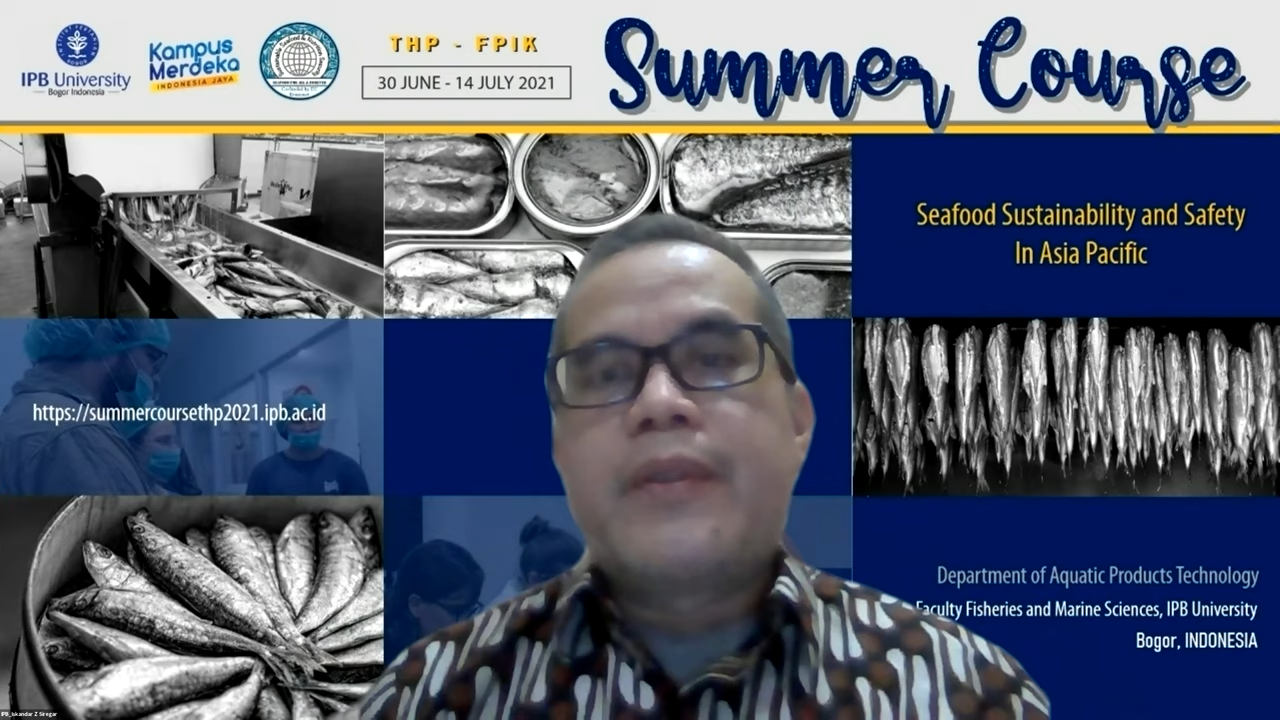 IPB University
Bogor Indonesia
Kampus
Merdeka
INDONESIA JAYA
THP - FPIK
30 JUNE - 14 JULY 2021
Summer Course
Seafood Sustainability and Safety
In Asia Pacific
https://summercoursethp2021.ipb.ac.id
Department of Aquatic Products Technology
Faculty Fisheries and Marine Sciences, IPB University
Bogor, INDONESIA
IPB_Iskandar Z Siregar